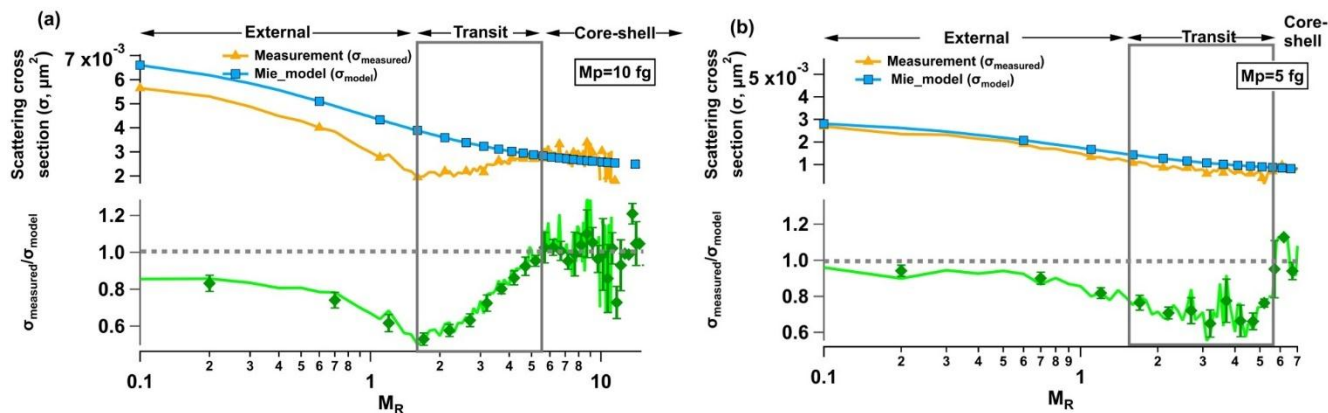 (a)
External
Transit
Core-shell
Measurement (σmeasured)
Mie_model (σmodel)
Mp=10 fg
Scattering cross
section (σ, μm²)
7 x10⁻³
6
5
4
3
2
σmeasured/σmodel
1.2
1.0
0.8
0.6
0.1
2
3
4
5
6
7
8
1
2
3
4
5
6
7
8
10
MR
(b)
External
Transit
Core-
shell
Measurement (σmeasured)
Mie_model (σmodel)
Mp=5 fg
Scattering cross
section (σ, μm²)
5 x10⁻³
4
3
2
1
σmeasured/σmodel
1.2
1.0
0.8
0.6
0.1
2
3
4
5
6
7
8
9
1
2
3
4
5
6
7
MR